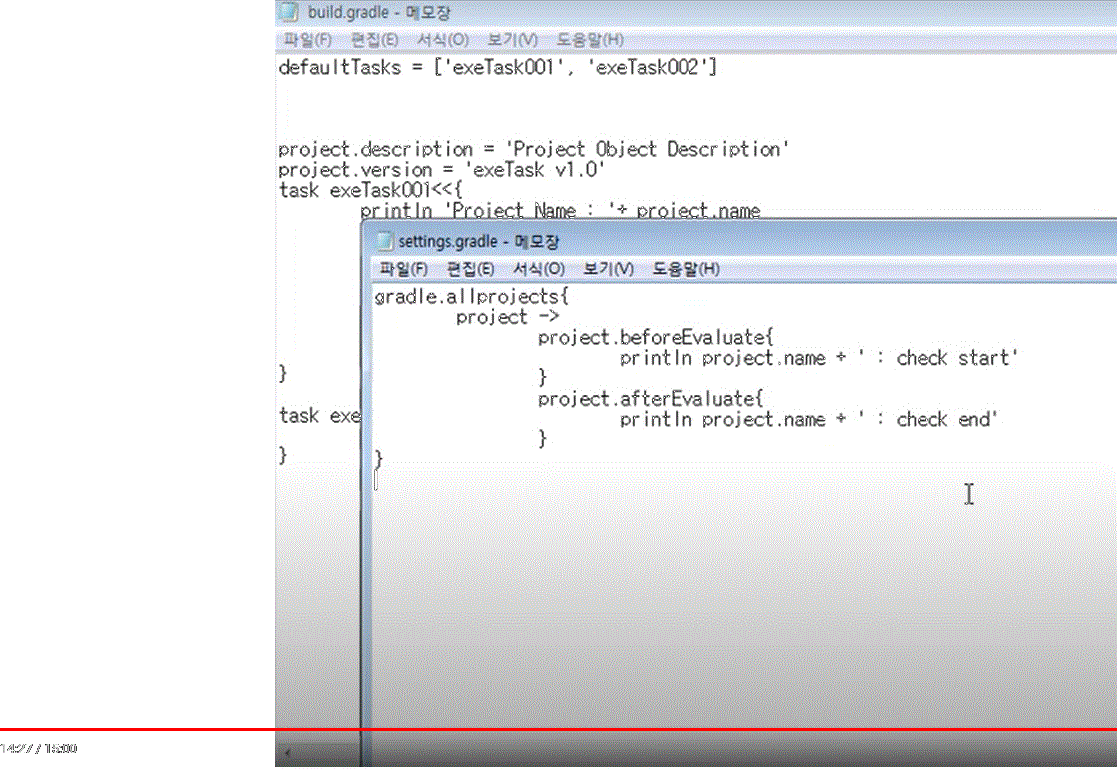 build.gradle - 메모장
파일(F) 편집(E) 서식(O) 보기(V) 도움말(H)
defaultTasks = ['exeTask001', 'exeTask002']
project.description = 'Project Object Description'
project.version = 'exeTask v1.0'
task exeTask001<<{
println 'Project Name : '+ project.name
}
task exe
}
settings.gradle - 메모장
파일(F) 편집(E) 서식(O) 보기(V) 도움말(H)
gradle.allprojects{
project ->
project.beforeEvaluate{
println project.name + ' : check start'
}
project.afterEvaluate{
println project.name + ' : check end'
}
}
14:27 / 15:00